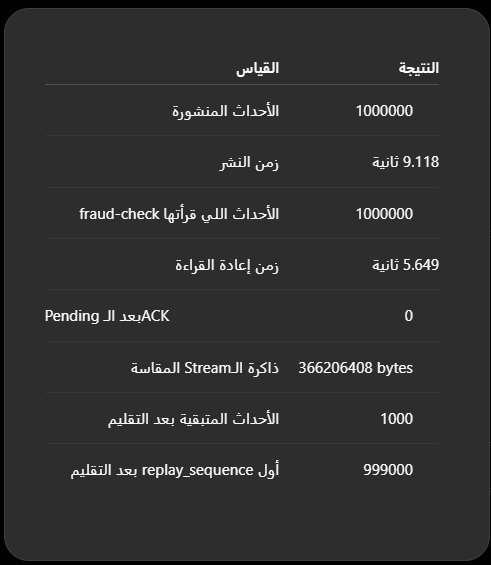 القياس النتيجة
الأحداث المنشورة 1000000
زمن النشر 9.118 ثانية
الأحداث اللي قرأتها fraud-check 1000000
زمن إعادة القراءة 5.649 ثانية
Pending بعد الـACK 0
ذاكرة الـStream المقاسة 366206408 bytes
الأحداث المتبقية بعد التقليم 1000
أول replay_sequence بعد التقليم 999000